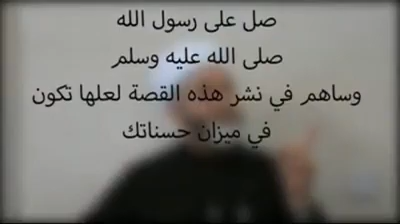 صل على رسول الله
صلى الله عليه وسلم
وساهم في نشر هذه القصة لعلها تكون
في ميزان حسناتك